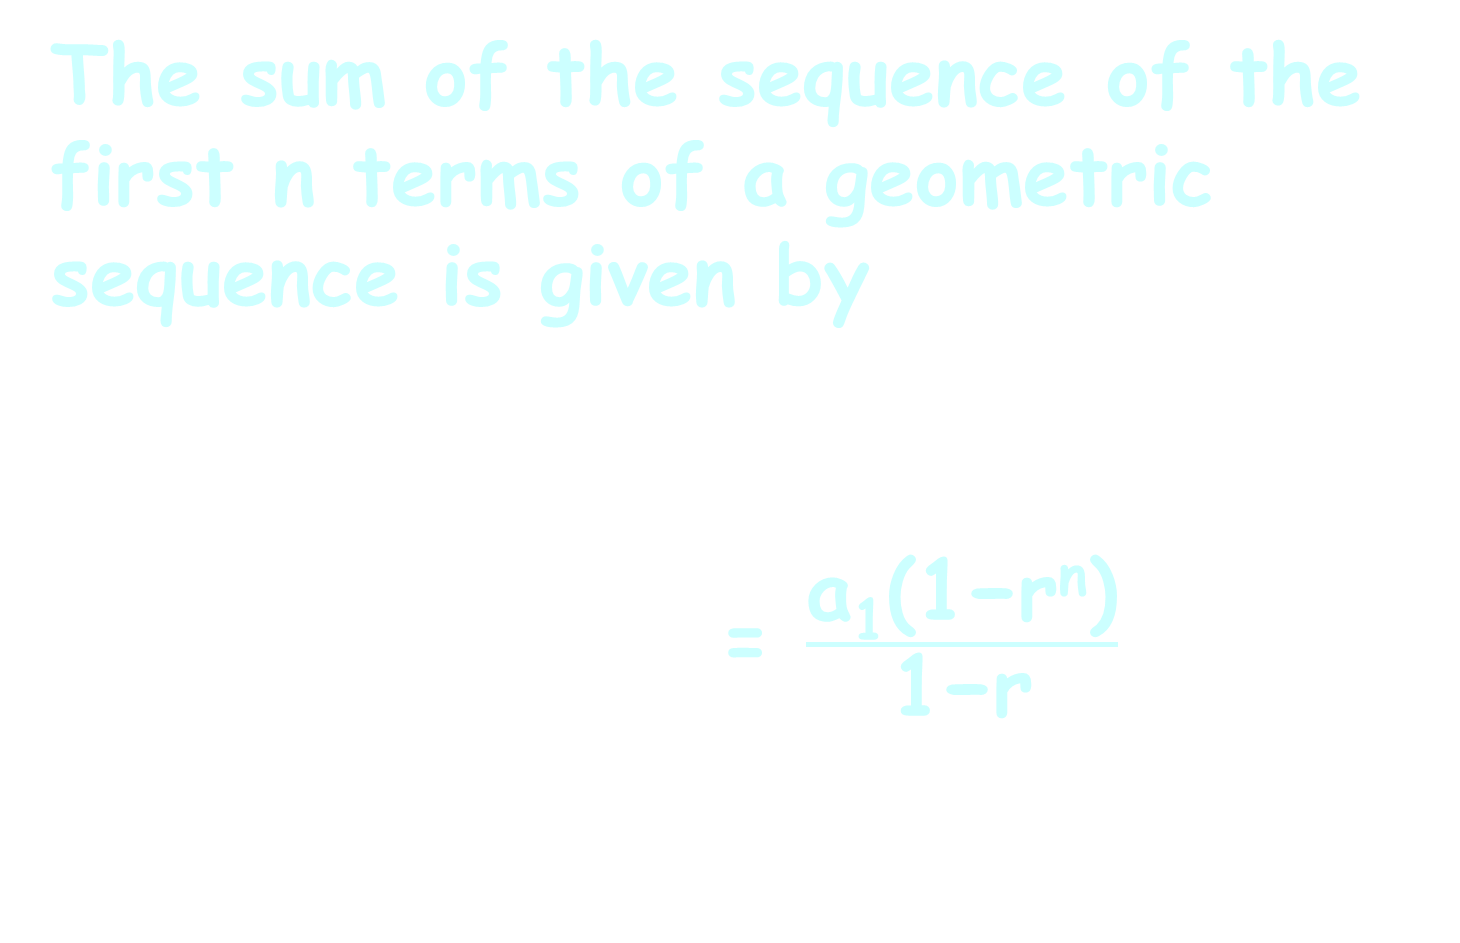 The sum of the sequence of the
first n terms of a geometric
sequence is given by
= a₁(1−rⁿ)
1−r